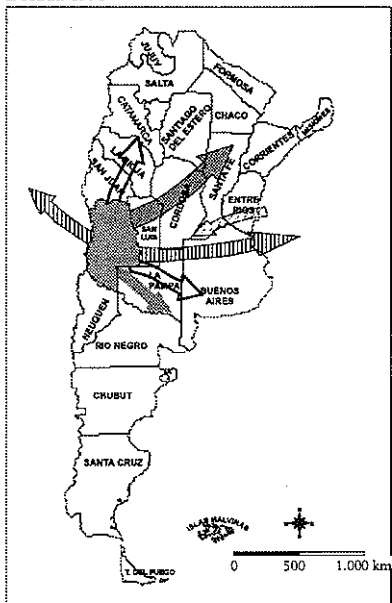 JUJUY
SALTA
FORMOSA
CATAMARCA
SANTIAGO
DEL ESTERO
CHACO
MISIONES
CORRIENTES
LA RIOJA
SAN JUAN
SANTA FE
CORDOBA
ENTRE
RIOS
SAN
LUIS
LA
PAMPA
BUENOS
AIRES
NEUQUEN
RIO NEGRO
CHUBUT
SANTA CRUZ
ISLAS MALVINAS
T. DEL FUEGO
0 500 1.000 km